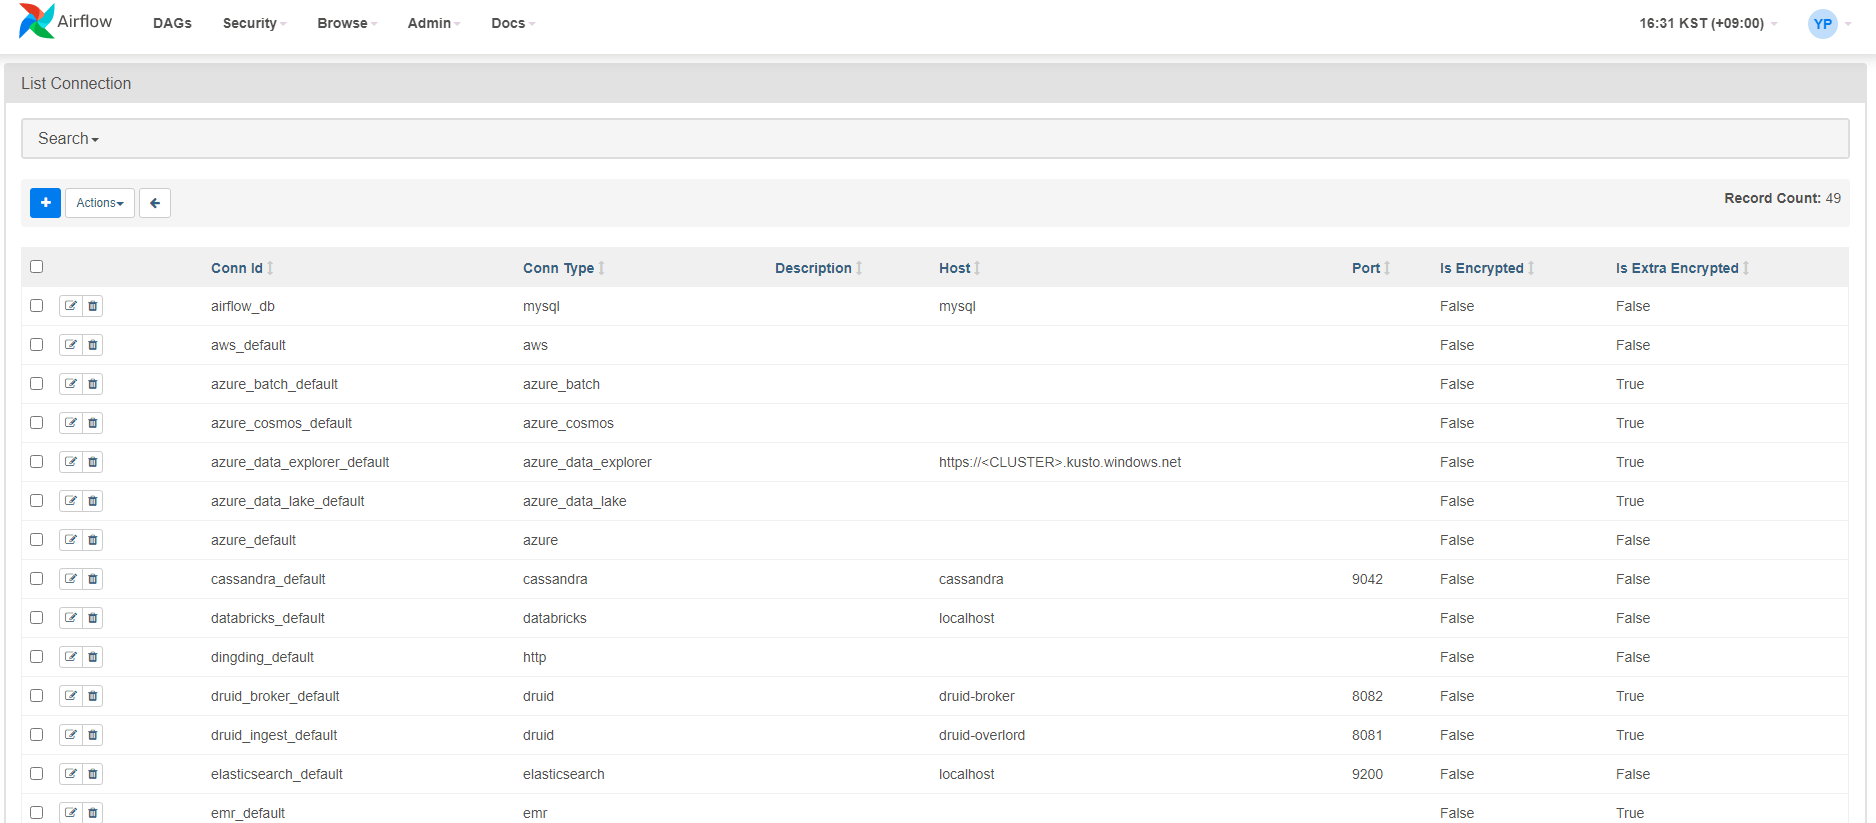 Airflow DAGs Security Browse Admin Docs 16:31 KST (+09:00) YP
List Connection
Search
Actions Record Count: 49
Conn Id Conn Type Description Host Port Is Encrypted Is Extra Encrypted
airflow_db mysql mysql False False
aws_default aws False False
azure_batch_default azure_batch False True
azure_cosmos_default azure_cosmos False True
azure_data_explorer_default azure_data_explorer https://<CLUSTER>.kusto.windows.net False True
azure_data_lake_default azure_data_lake False True
azure_default azure False False
cassandra_default cassandra cassandra 9042 False False
databricks_default databricks localhost False False
dingding_default http False False
druid_broker_default druid druid-broker 8082 False True
druid_ingest_default druid druid-overlord 8081 False True
elasticsearch_default elasticsearch localhost 9200 False False
emr_default emr False True